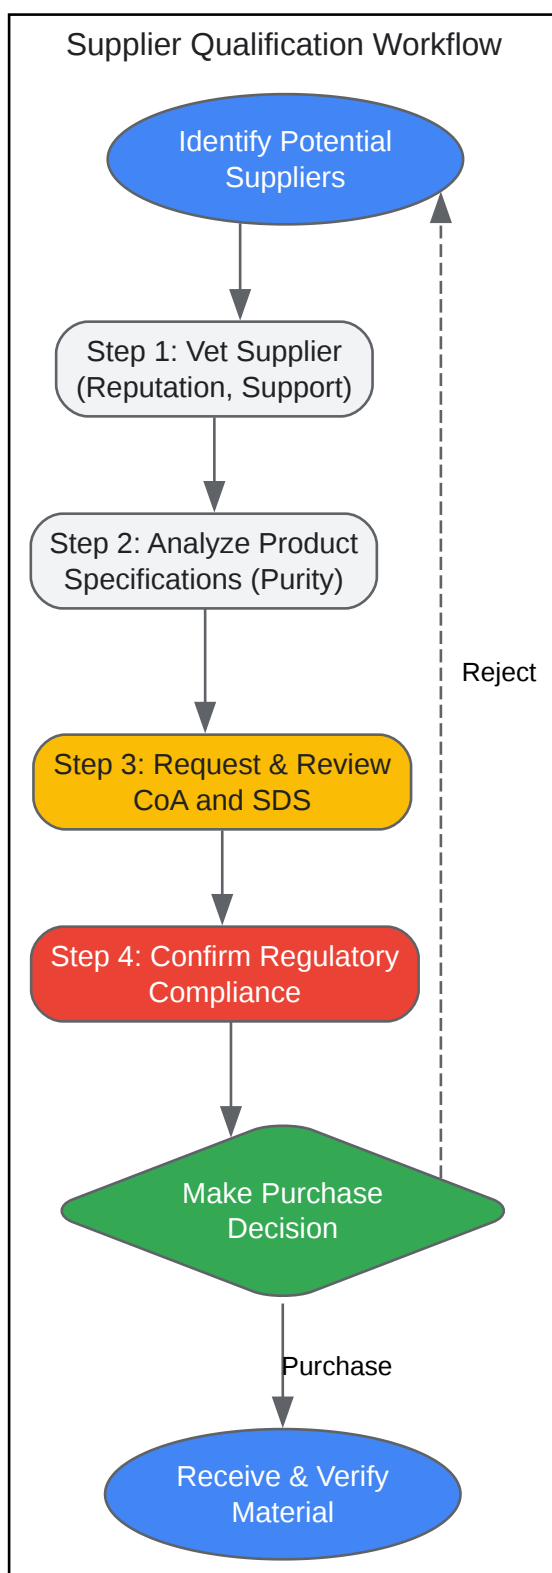 Supplier Qualification Workflow
Identify Potential
Suppliers
Step 1: Vet Supplier
(Reputation, Support)
Step 2: Analyze Product
Specifications (Purity)
Reject
Step 3: Request & Review
CoA and SDS
Step 4: Confirm Regulatory
Compliance
Make Purchase
Decision
Purchase
Receive & Verify
Material